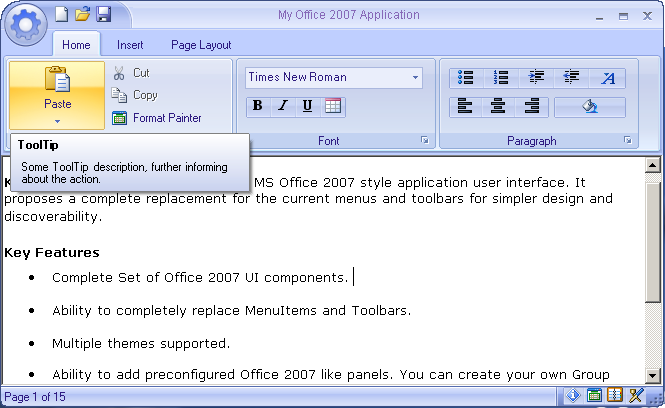 My Office 2007 Application
Home Insert Page Layout
Paste
Cut
Copy
Format Painter
Times New Roman
B I U
A
Font
Paragraph
ToolTip
Some ToolTip description, further informing
about the action.
MS Office 2007 style application user interface. It
proposes a complete replacement for the current menus and toolbars for simpler design and
discoverability.
Key Features
• Complete Set of Office 2007 UI components.
• Ability to completely replace MenuItems and Toolbars.
• Multiple themes supported.
• Ability to add preconfigured Office 2007 like panels. You can create your own Group
Page 1 of 15